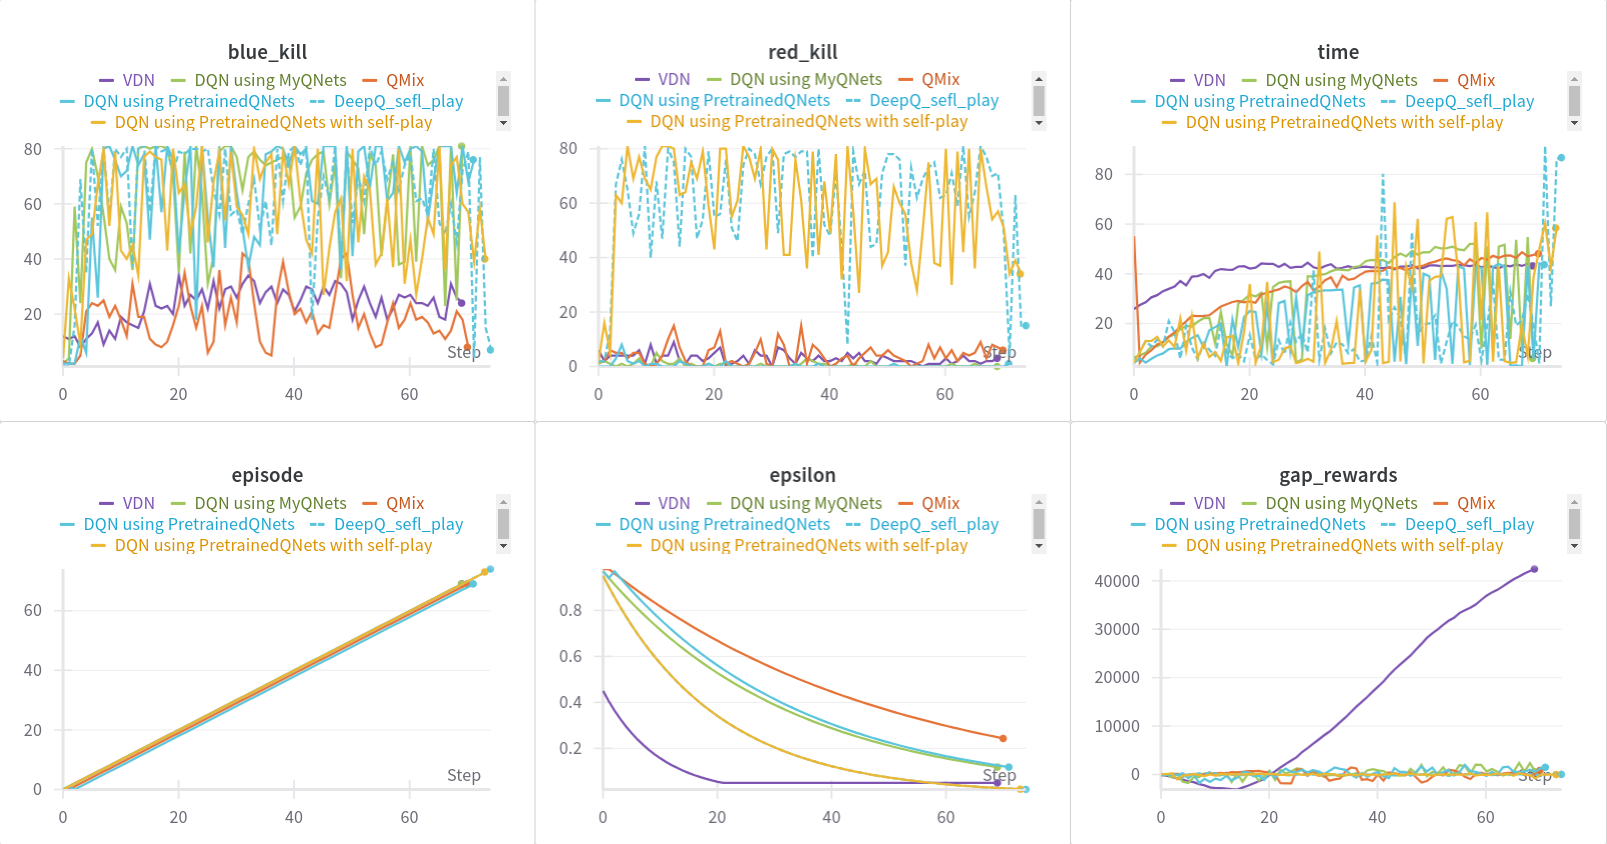 blue_kill
VDN DQN using MyQNets QMix
DQN using PretrainedQNets DeepQ_sefl_play
DQN using PretrainedQNets with self-play
80
60
40
20
Step
0 20 40 60
red_kill
VDN DQN using MyQNets QMix
DQN using PretrainedQNets DeepQ_sefl_play
DQN using PretrainedQNets with self-play
80
60
40
20
0
Step
0 20 40 60
time
VDN DQN using MyQNets QMix
DQN using PretrainedQNets DeepQ_sefl_play
DQN using PretrainedQNets with self-play
80
60
40
20
Step
0 20 40 60
episode
VDN DQN using MyQNets QMix
DQN using PretrainedQNets DeepQ_sefl_play
DQN using PretrainedQNets with self-play
60
40
20
0
Step
0 20 40 60
epsilon
VDN DQN using MyQNets QMix
DQN using PretrainedQNets DeepQ_sefl_play
DQN using PretrainedQNets with self-play
0.8
0.6
0.4
0.2
Step
0 20 40 60
gap_rewards
VDN DQN using MyQNets QMix
DQN using PretrainedQNets DeepQ_sefl_play
DQN using PretrainedQNets with self-play
40000
30000
20000
10000
0
Step
0 20 40 60